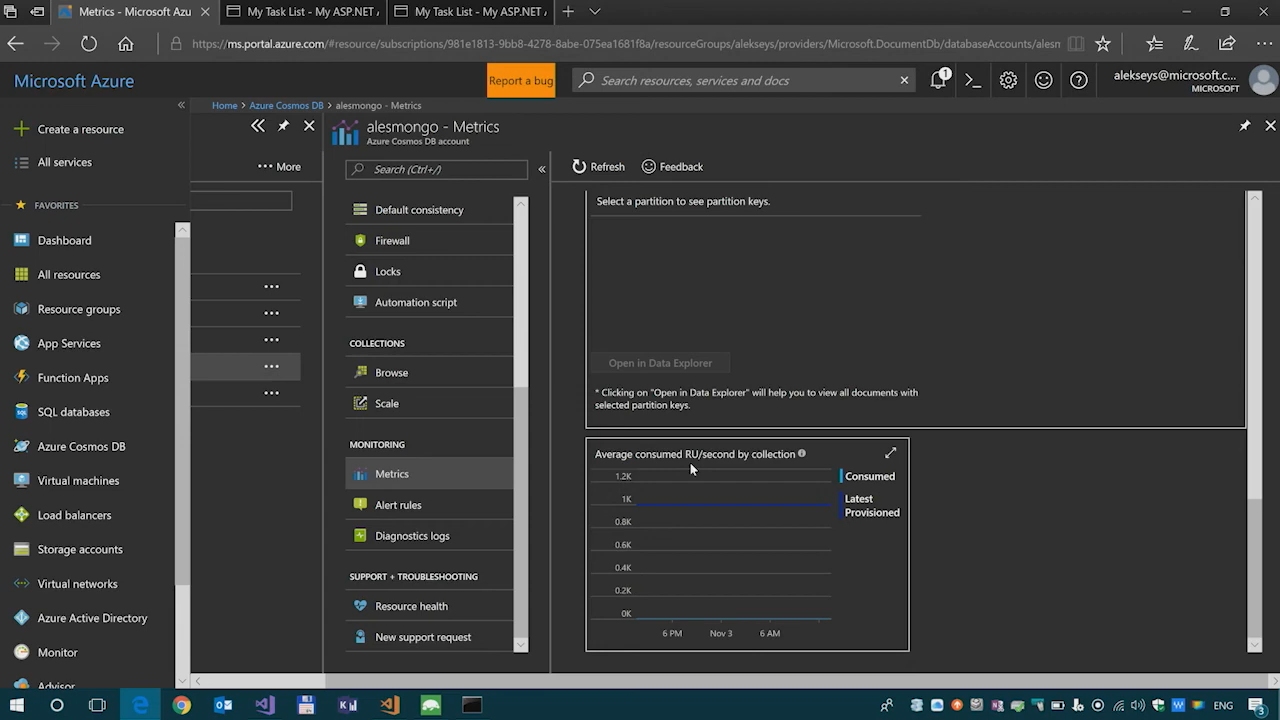 Metrics - Microsoft Azu
My Task List - My ASP.NET A
My Task List - My ASP.NET A
https://ms.portal.azure.com/#resource/subscriptions/981e1813-9bb8-4278-8abe-075ea1681f8a/resourceGroups/alekseys/providers/Microsoft.DocumentDb/databaseAccounts/alesm
Microsoft Azure
Report a bug
Search resources, services and docs
1
alekseys@microsoft.
MICROSOFT
Home > Azure Cosmos DB > alesmongo - Metrics
Create a resource
All services
FAVORITES
Dashboard
All resources
Resource groups
App Services
Function Apps
SQL databases
Azure Cosmos DB
Virtual machines
Load balancers
Storage accounts
Virtual networks
Azure Active Directory
Monitor
Advisor
More
alesmongo - Metrics
Azure Cosmos DB account
Search (Ctrl+/)
Default consistency
Firewall
Locks
Automation script
COLLECTIONS
Browse
Scale
MONITORING
Metrics
Alert rules
Diagnostics logs
SUPPORT + TROUBLESHOOTING
Resource health
New support request
Refresh
Feedback
Select a partition to see partition keys.
Open in Data Explorer
* Clicking on "Open in Data Explorer" will help you to view all documents with
selected partition keys.
Average consumed RU/second by collection
1.2K
1K
0.8K
0.6K
0.4K
0.2K
0K
6 PM
Nov 3
6 AM
Consumed
Latest
Provisioned
ENG
3